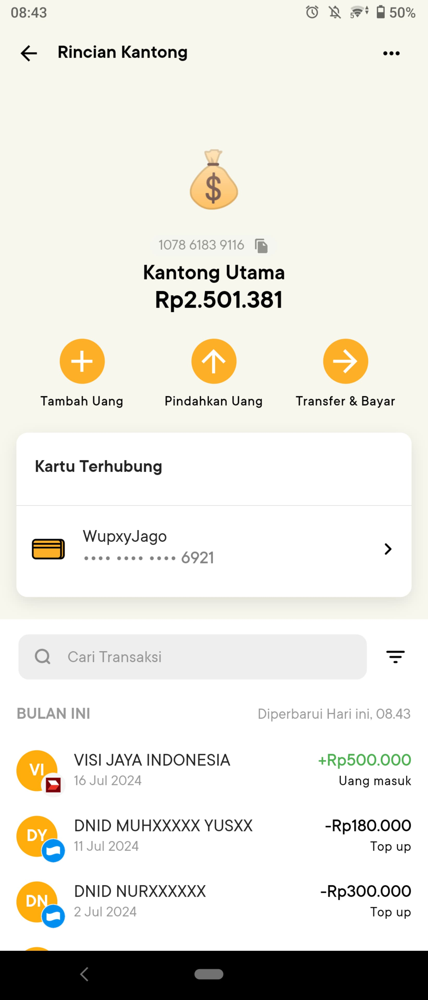 08:43
5
50%
Rincian Kantong
$
1078 6183 9116
Kantong Utama
Rp2.501.381
Tambah Uang
Pindahkan Uang
Transfer & Bayar
Kartu Terhubung
WupxyJago
•••• •••• •••• 6921
Cari Transaksi
BULAN INI
Diperbarui Hari ini, 08.43
VI
VISI JAYA INDONESIA
+Rp500.000
16 Jul 2024
Uang masuk
DY
DNID MUHXXXXX YUSXX
-Rp180.000
11 Jul 2024
Top up
DN
DNID NURXXXXXX
-Rp300.000
2 Jul 2024
Top up